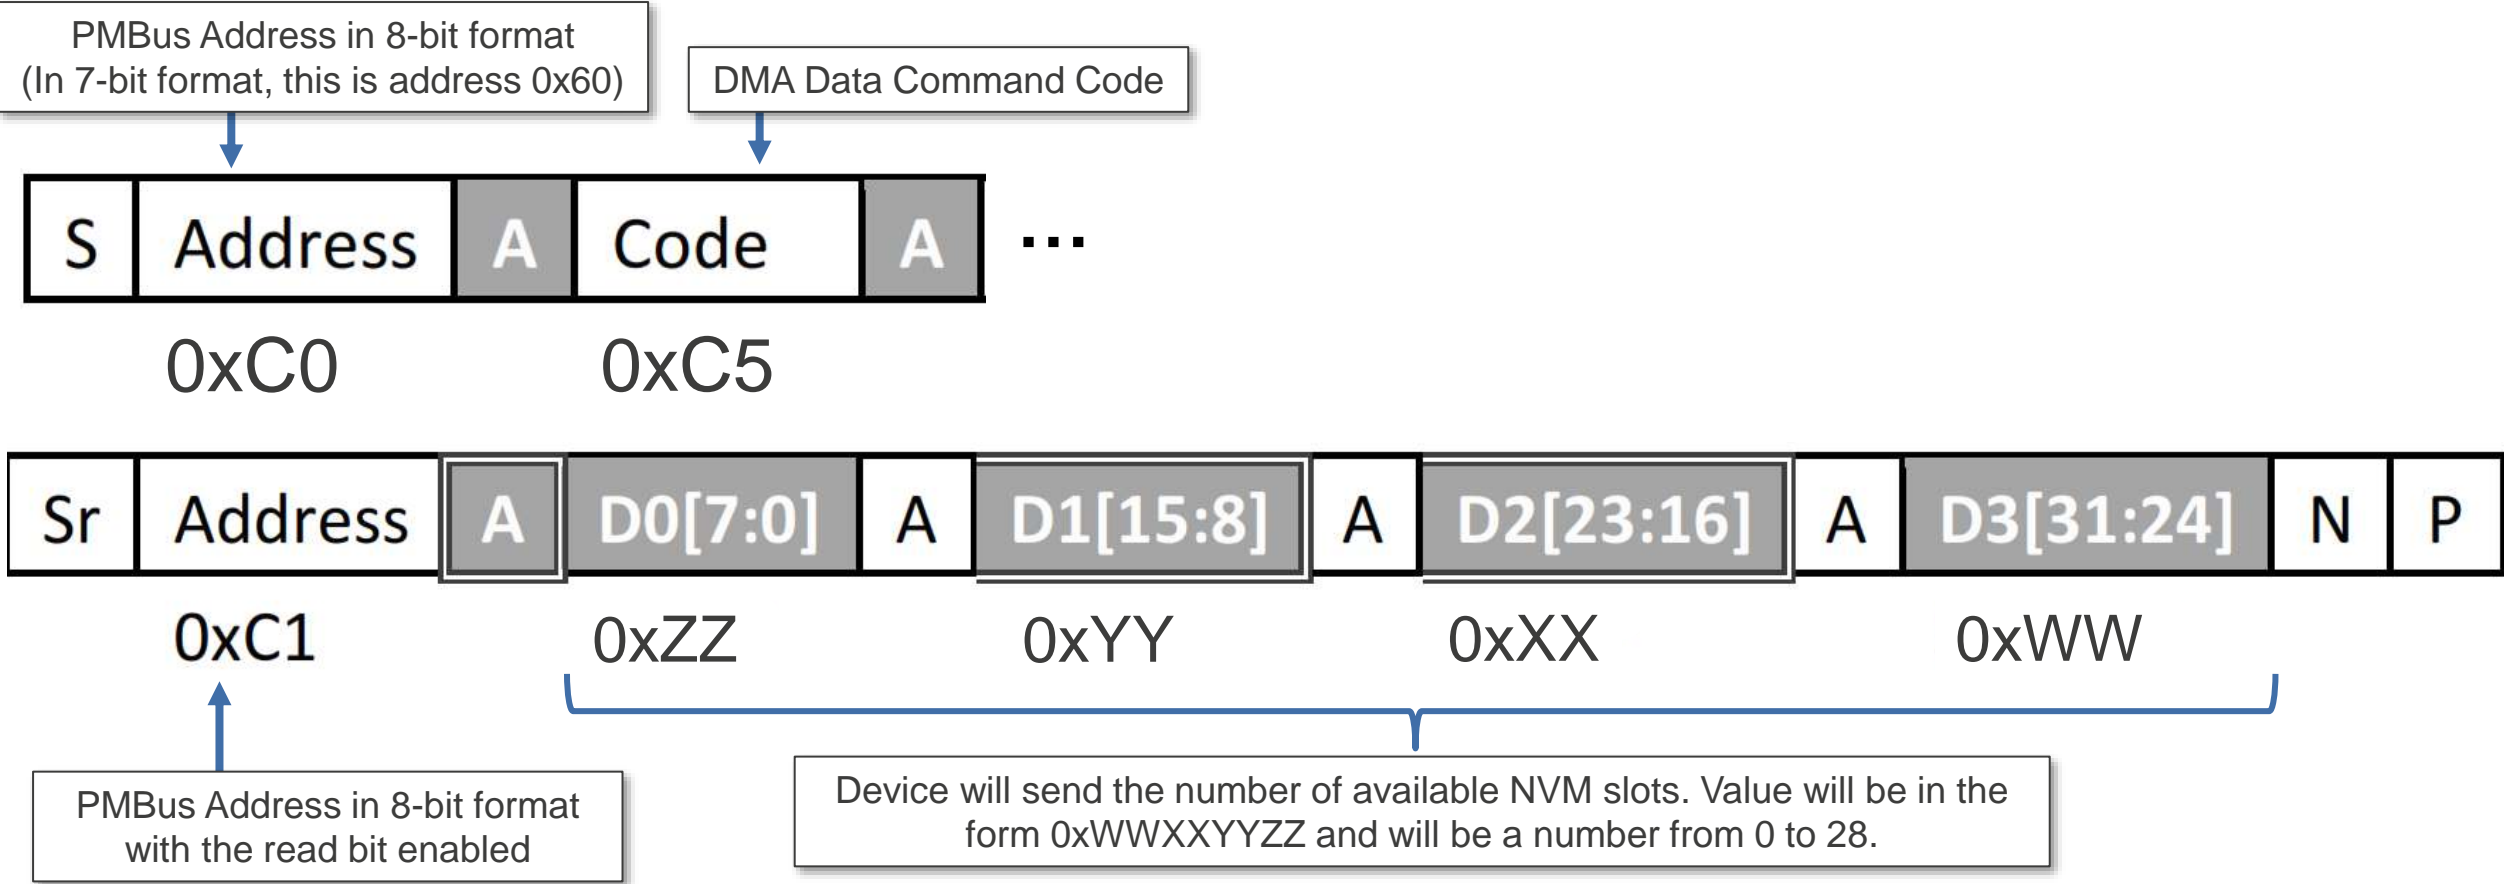 PMBus Address in 8-bit format
(In 7-bit format, this is address 0x60)
DMA Data Command Code
S Address A Code A ...
0xC0 0xC5
Sr Address A D0[7:0] A D1[15:8] A D2[23:16] A D3[31:24] N P
0xC1 0xZZ 0xYY 0xXX 0xWW
PMBus Address in 8-bit format
with the read bit enabled
Device will send the number of available NVM slots. Value will be in the
form 0xWWXXYYZZ and will be a number from 0 to 28.